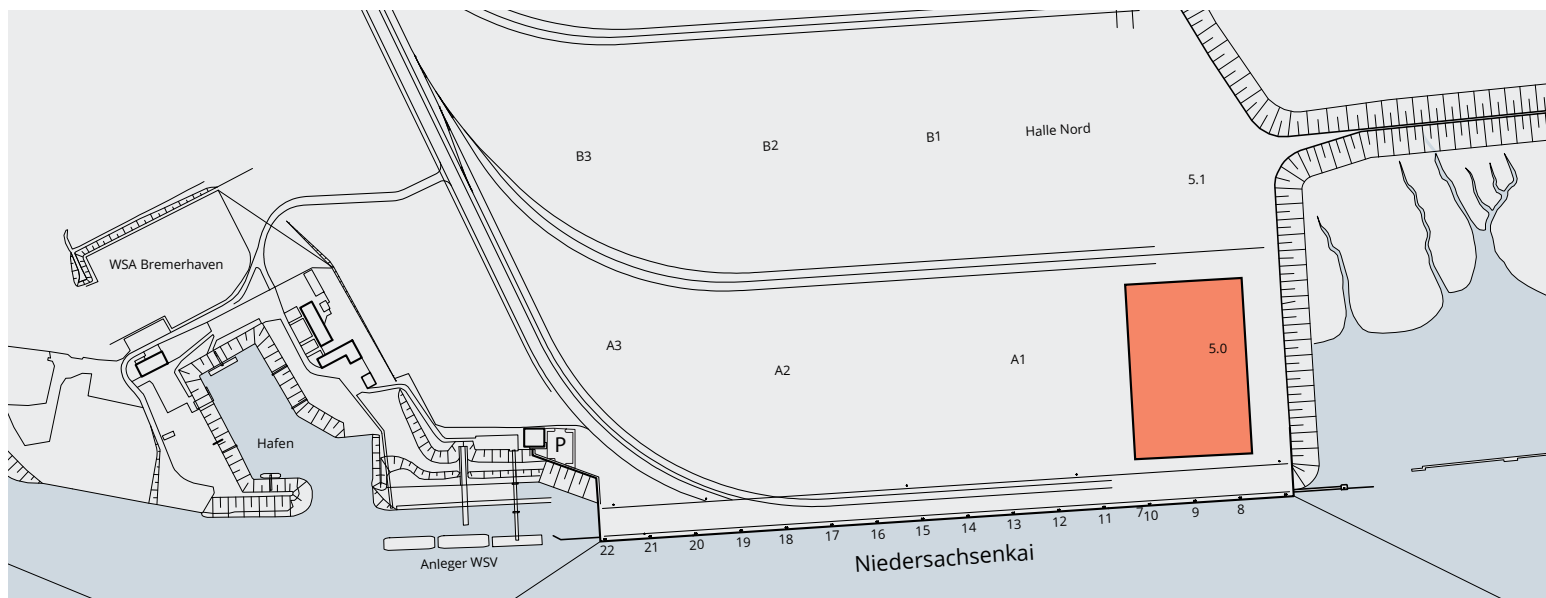 B3
B2
B1
Halle Nord
5.1
WSA Bremerhaven
A3
A2
A1
5.0
Hafen
P
22
21
20
19
18
17
16
15
14
13
12
11
7
10
9
8
Anleger WSV
Niedersachsenkai